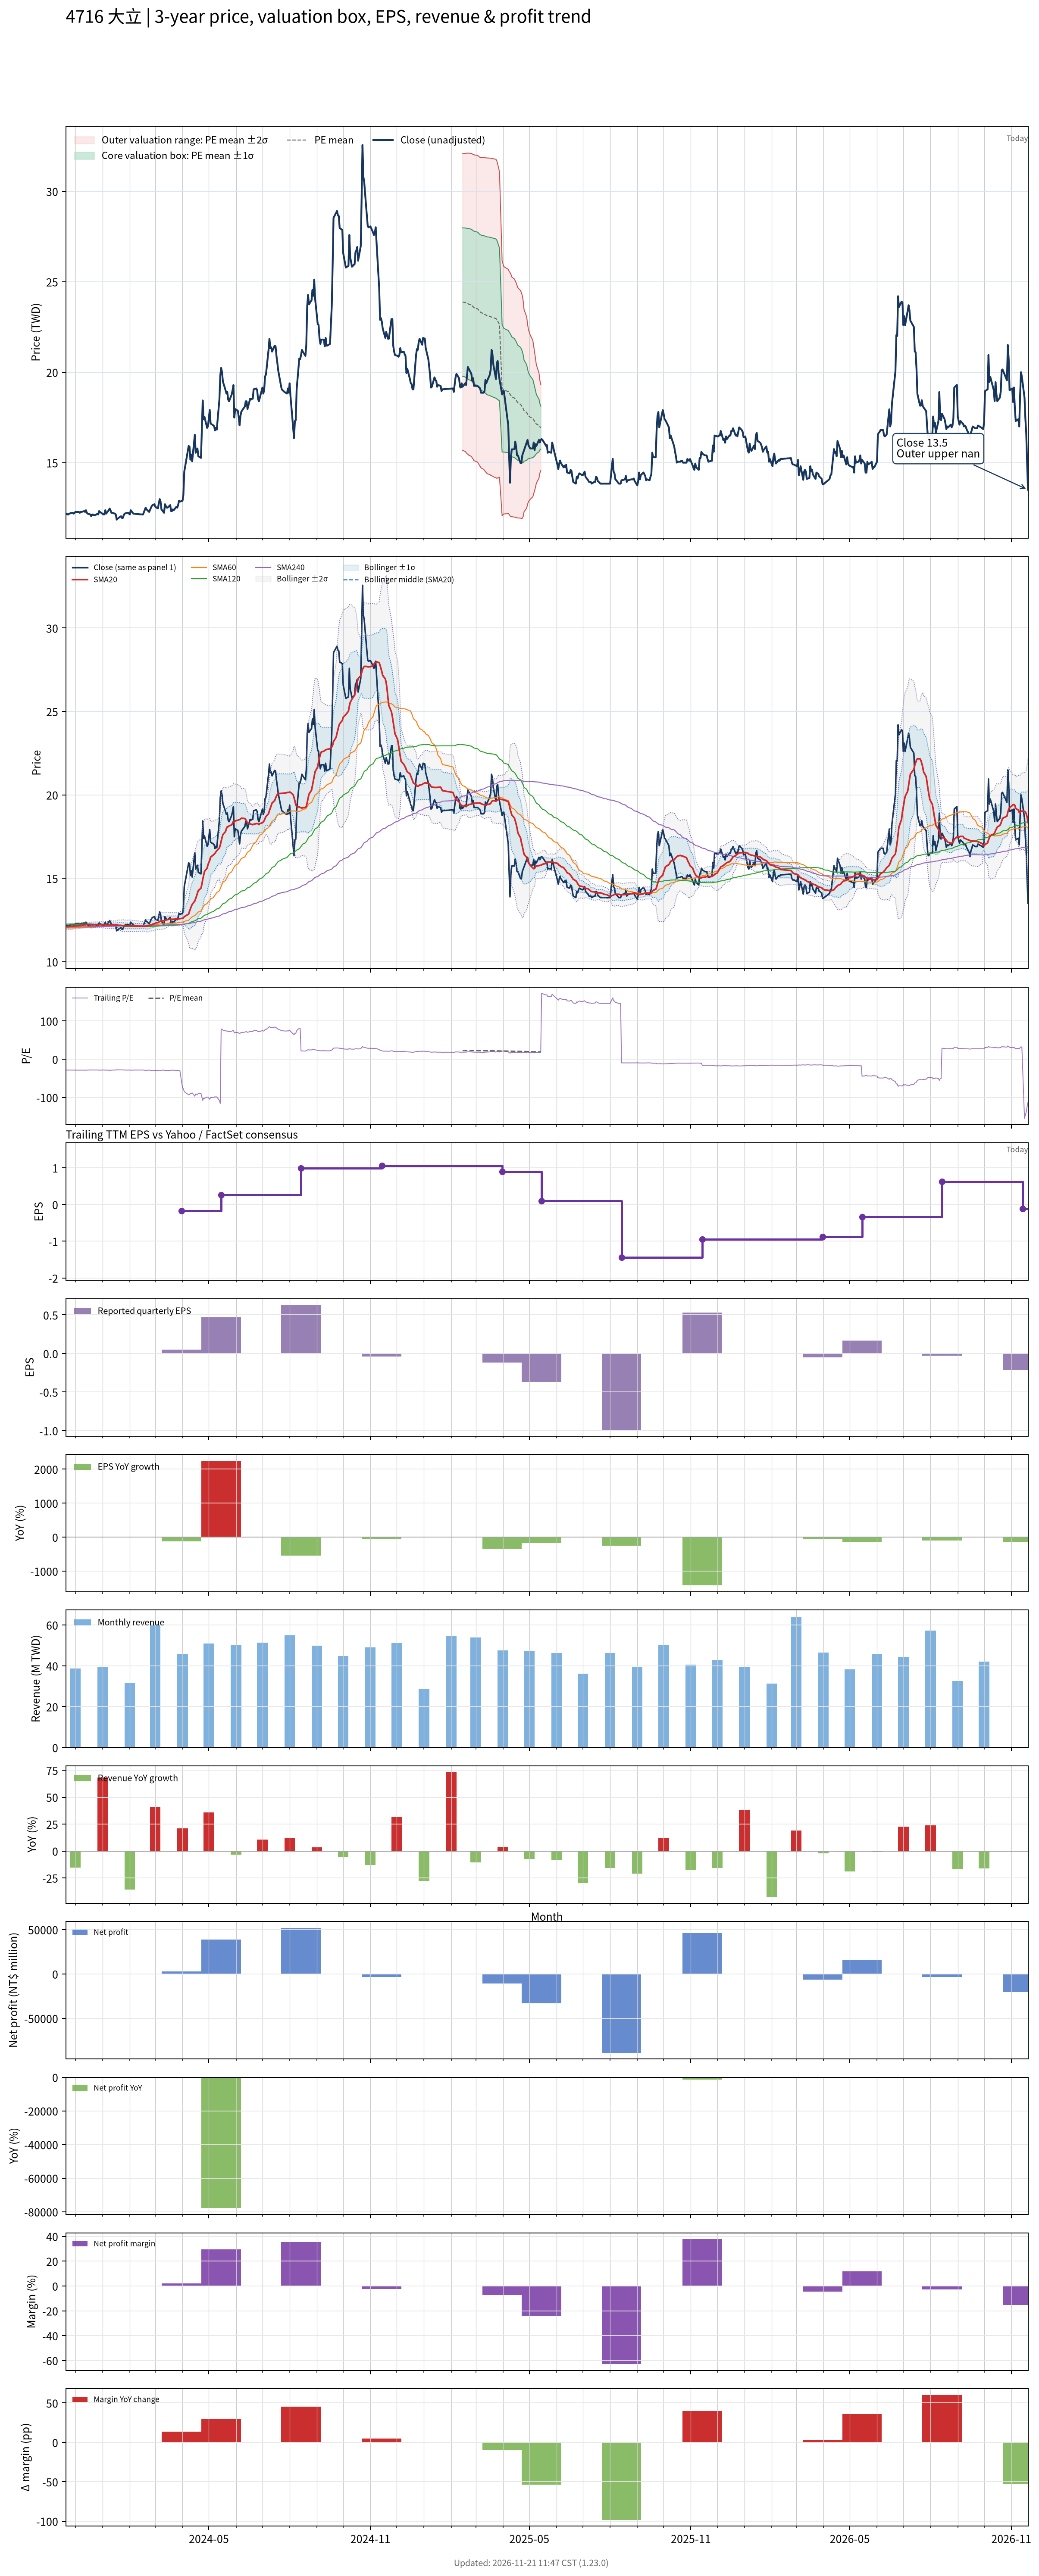 4716 大立 | 3-year price, valuation box, EPS, revenue & profit trend
Outer valuation range: PE mean ±2σ
PE mean
Close (unadjusted)
Core valuation box: PE mean ±1σ
Today
30
25
20
15
Price (TWD)
Close 13.5
Outer upper nan
Close (same as panel 1)
SMA20
SMA60
SMA120
SMA240
Bollinger ±2σ
Bollinger ±1σ
Bollinger middle (SMA20)
30
25
20
15
10
Price
Trailing P/E
P/E mean
100
0
-100
P/E
Trailing TTM EPS vs Yahoo / FactSet consensus
Today
1
0
-1
-2
EPS
Reported quarterly EPS
0.5
0.0
-0.5
-1.0
EPS
EPS YoY growth
2000
1000
0
-1000
YoY (%)
Monthly revenue
60
40
20
0
Revenue (M TWD)
Revenue YoY growth
75
50
25
0
-25
YoY (%)
Month
Net profit
50000
0
-50000
Net profit (NT$ million)
Net profit YoY
0
-20000
-40000
-60000
-80000
YoY (%)
Net profit margin
40
20
0
-20
-40
-60
Margin (%)
Margin YoY change
50
0
-50
-100
Δ margin (pp)
2024-05
2024-11
2025-05
2025-11
2026-05
2026-11
Updated: 2026-11-21 11:47 CST (1.23.0)